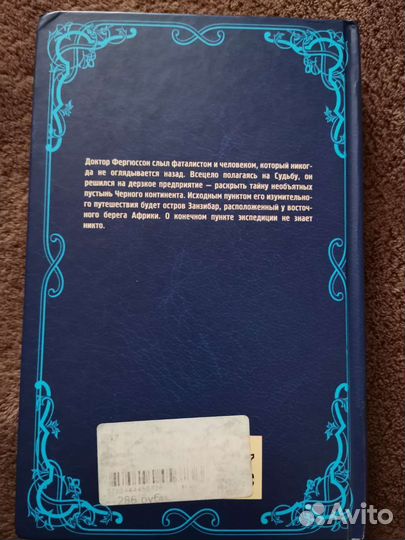 Доктор Фергюссон слыл фаталистом и человеком, который никог-
да не оглядывается назад. Всецело полагаясь на Судьбу, он
решился на дерзкое предприятие — раскрыть тайну необъятных
пустынь Черного континента. Исходным пунктом его изумительно-
го путешествия будет остров Занзибар, расположенный у восточ-
ного берега Африки. О конечном пункте экспедиции не знает
никто.
286 руб
Avito